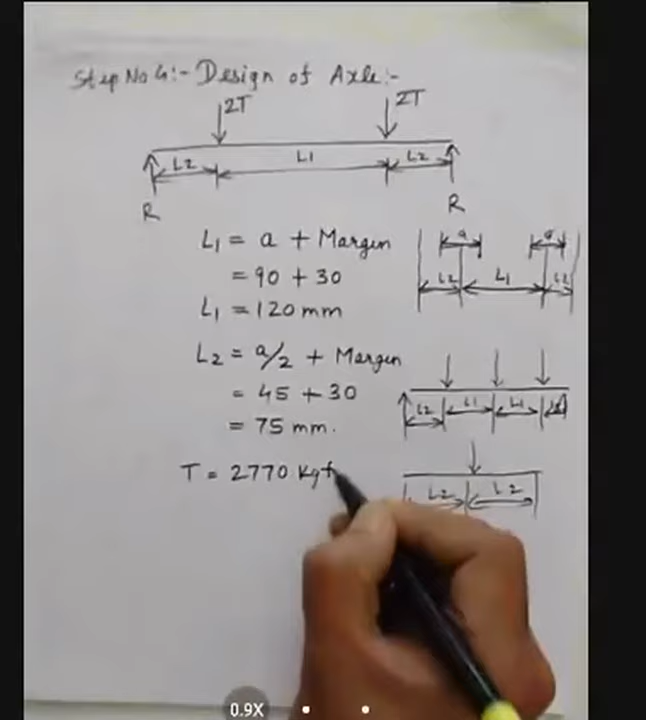 Step No 4:- Design of Axle:-
2T 2T
L2 L1 L2
R R
L1 = a + Margin
= 90 + 30
L1 = 120 mm
L2 = a/2 + Margin
= 45 + 30
= 75 mm.
T = 2770 Kgf
a a
L2 L1 L2
L2 L1 L1
L2 L2
0.9X